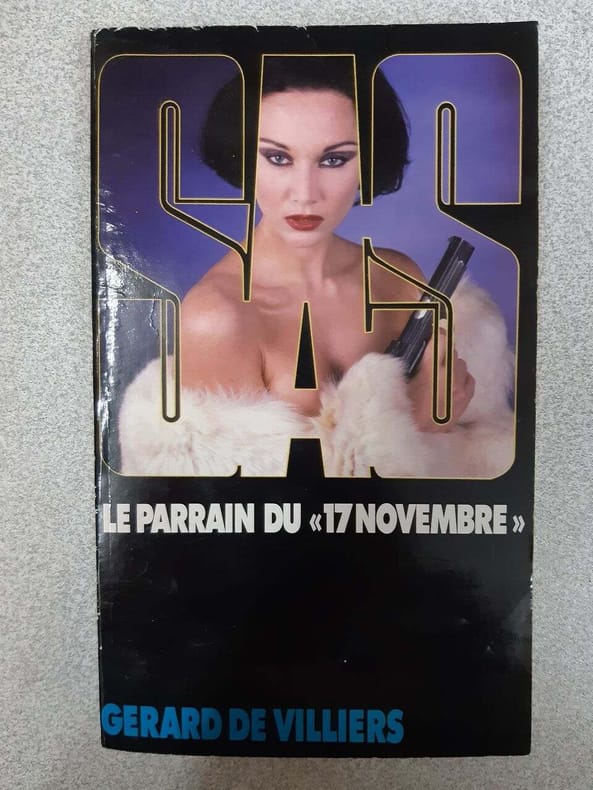 SAS
LE PARRAIN DU «17 NOVEMBRE»
GERARD DE VILLIERS